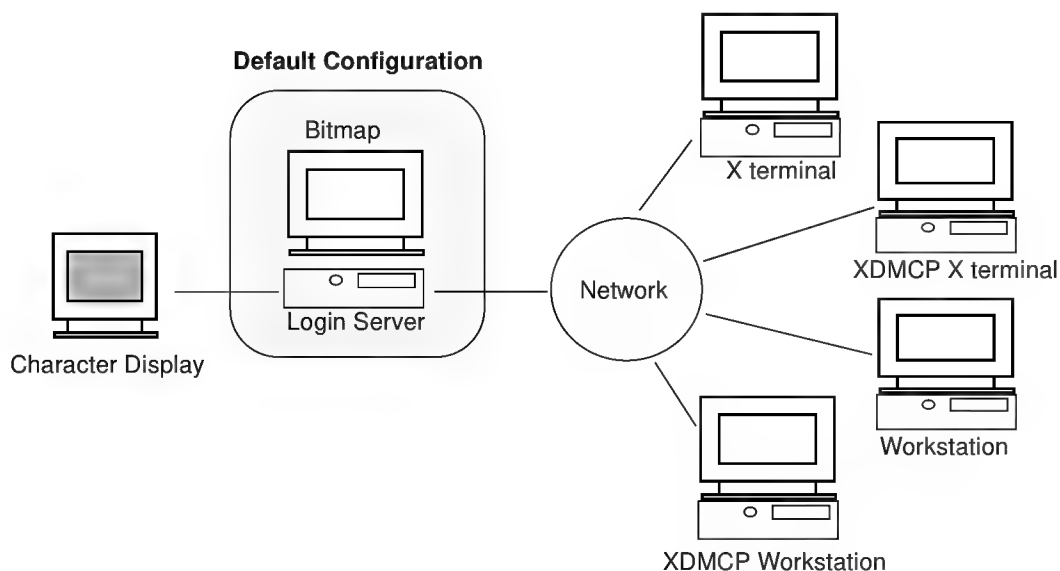 Default Configuration
Bitmap
Login Server
Character Display
Network
X terminal
XDMCP X terminal
Workstation
XDMCP Workstation